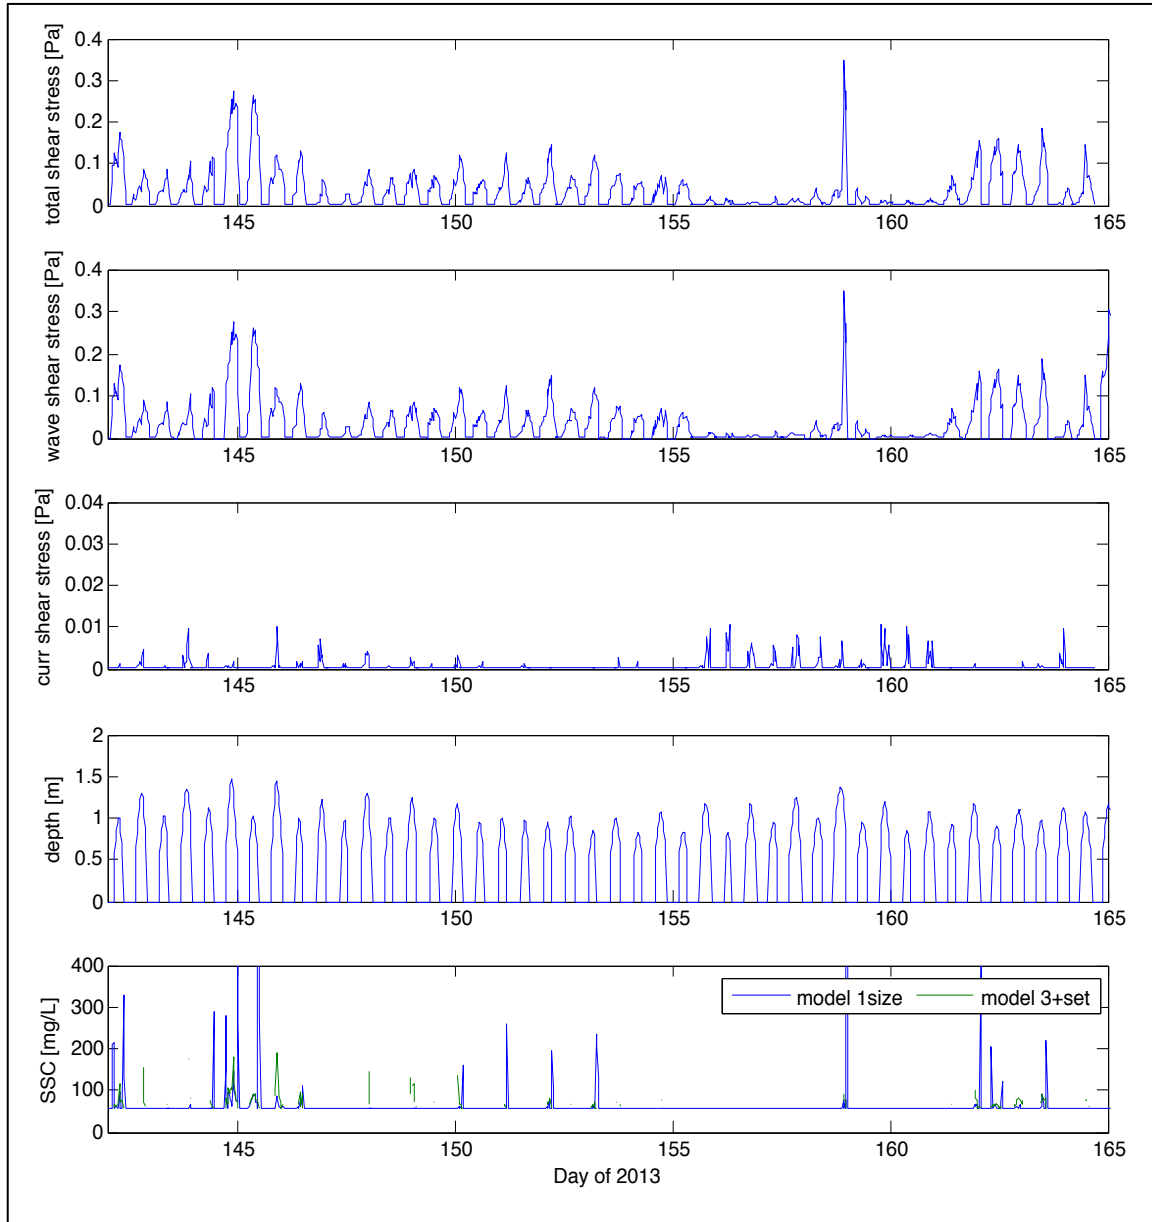 total shear stress [Pa]
0.4
0.3
0.2
0.1
0
145 150 155 160 165
wave shear stress [Pa]
0.4
0.3
0.2
0.1
0
145 150 155 160 165
curr shear stress [Pa]
0.04
0.03
0.02
0.01
0
145 150 155 160 165
depth [m]
2
1.5
1
0.5
0
145 150 155 160 165
SSC [mg/L]
400
300
200
100
0
model 1size model 3+set
145 150 155 160 165
Day of 2013